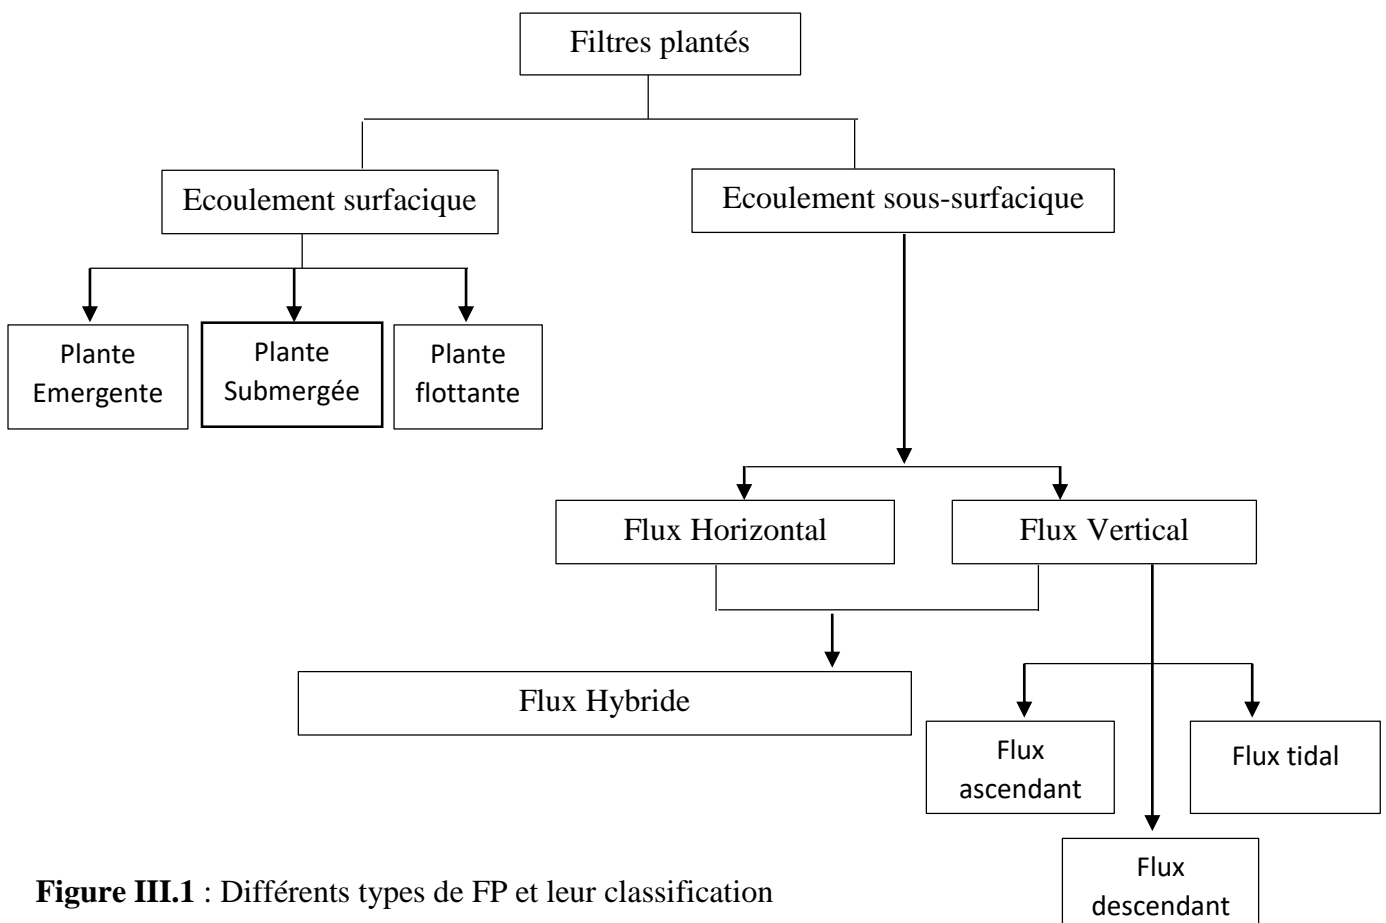 Filtres plantés
Ecoulement surfacique
Ecoulement sous-surfacique
Plante
Emergente
Plante
Submergée
Plante
flottante
Flux Horizontal
Flux Vertical
Flux Hybride
Flux
ascendant
Flux tidal
Flux
descendant
Figure III.1 : Différents types de FP et leur classification